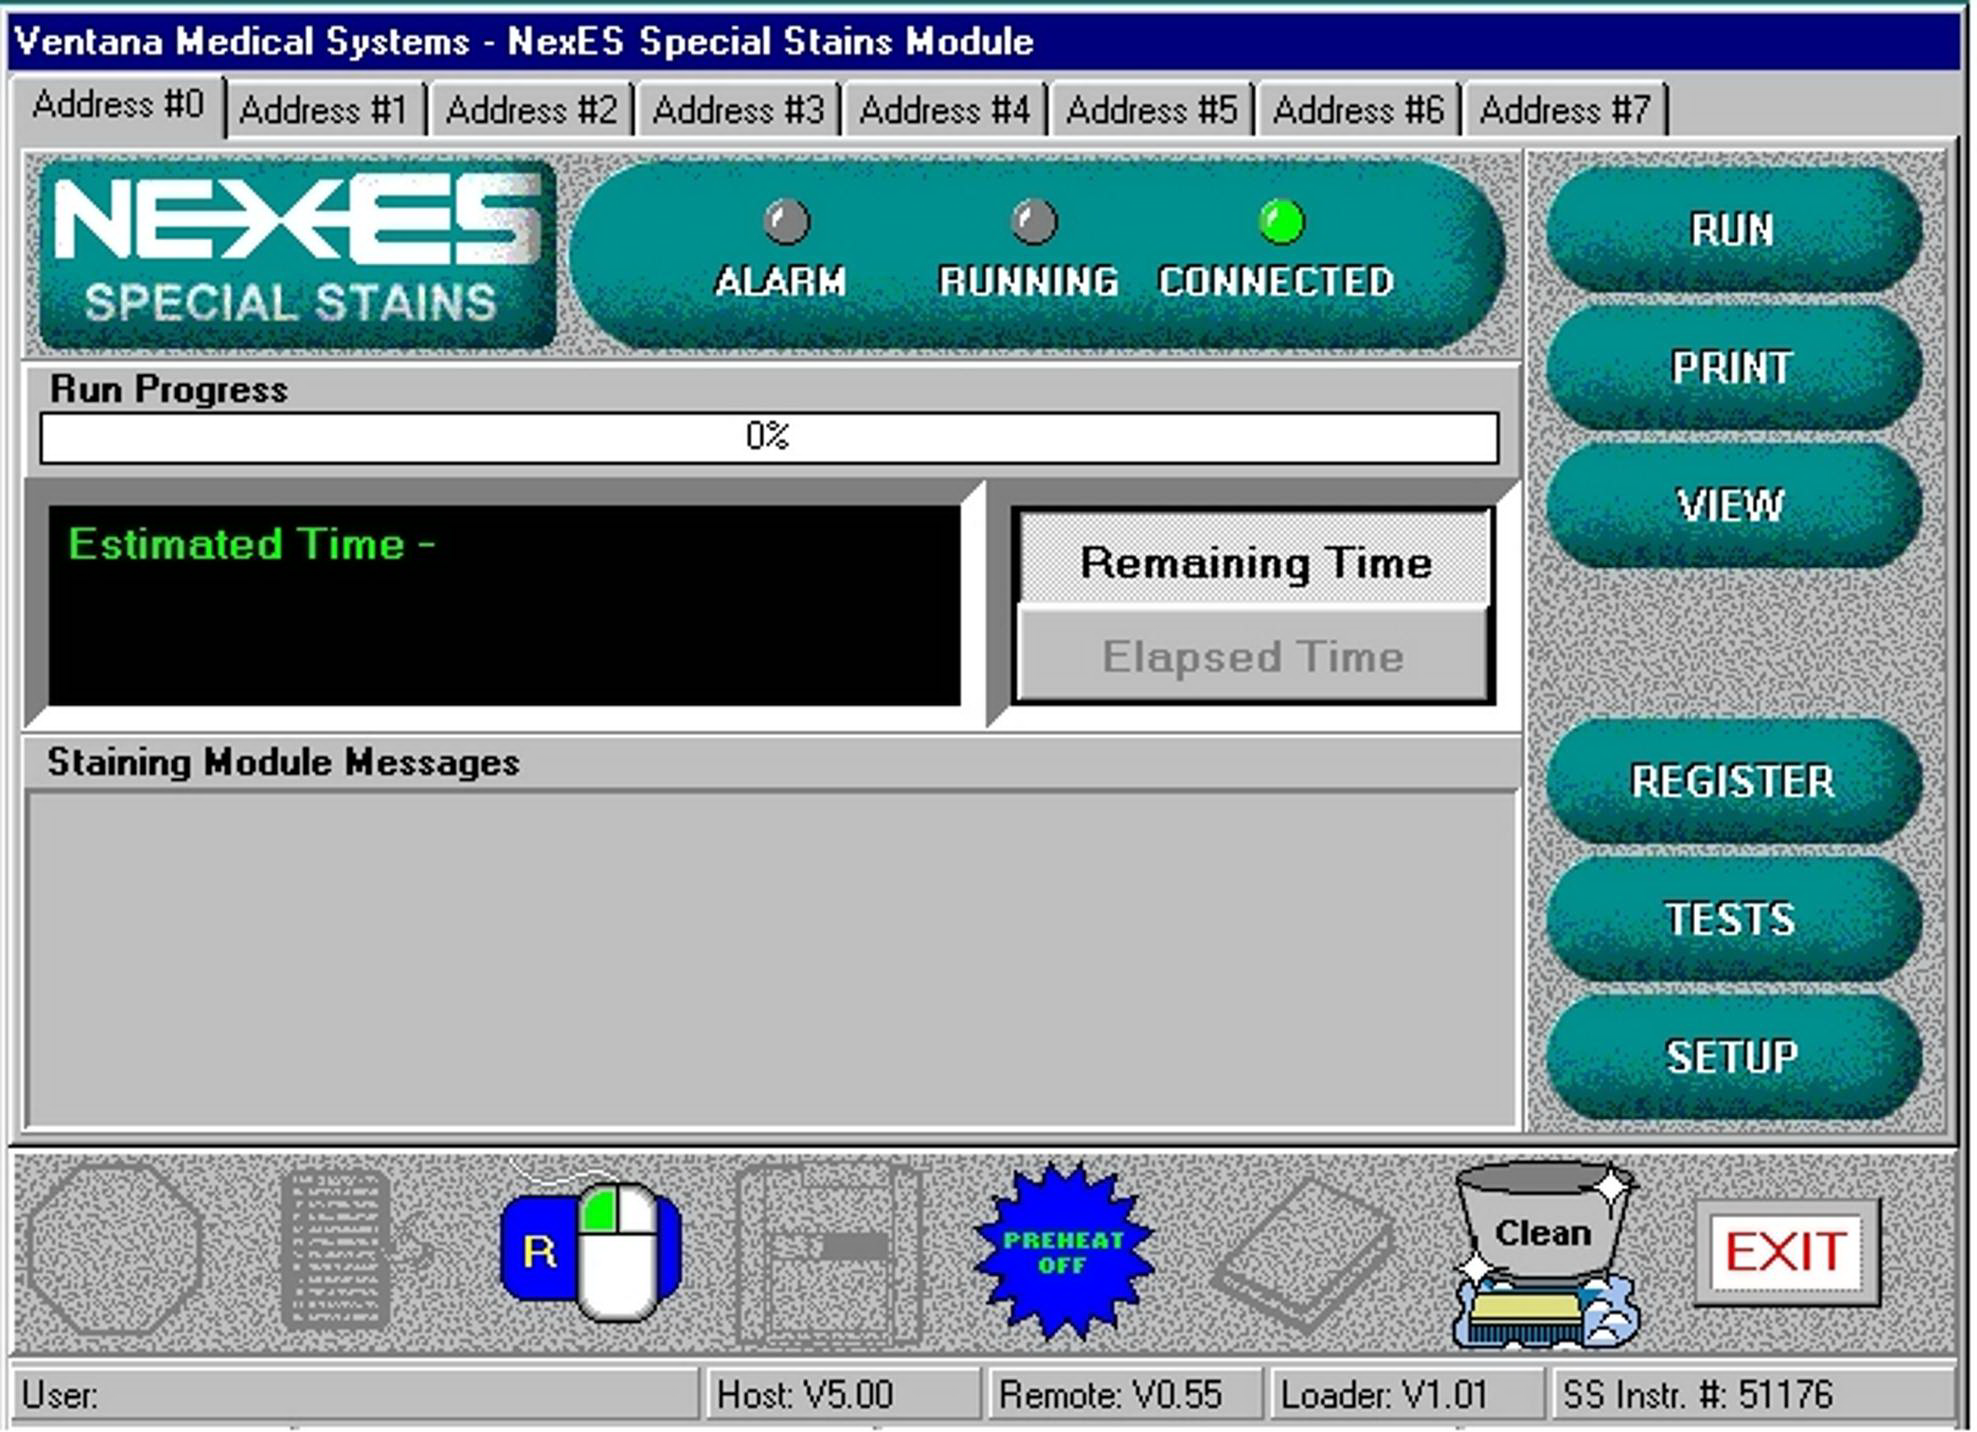 Ventana Medical Systems - NexES Special Stains Module
Address #0 Address #1 Address #2 Address #3 Address #4 Address #5 Address #6 Address #7
NEXES
SPECIAL STAINS
ALARM RUNNING CONNECTED
RUN
PRINT
VIEW
REGISTER
TESTS
SETUP
Run Progress
0%
Estimated Time -
Remaining Time
Elapsed Time
Staining Module Messages
R
PREHEAT
OFF
Clean
EXIT
User: Host: V5.00 Remote: V0.55 Loader: V1.01 SS Instr. #: 51176